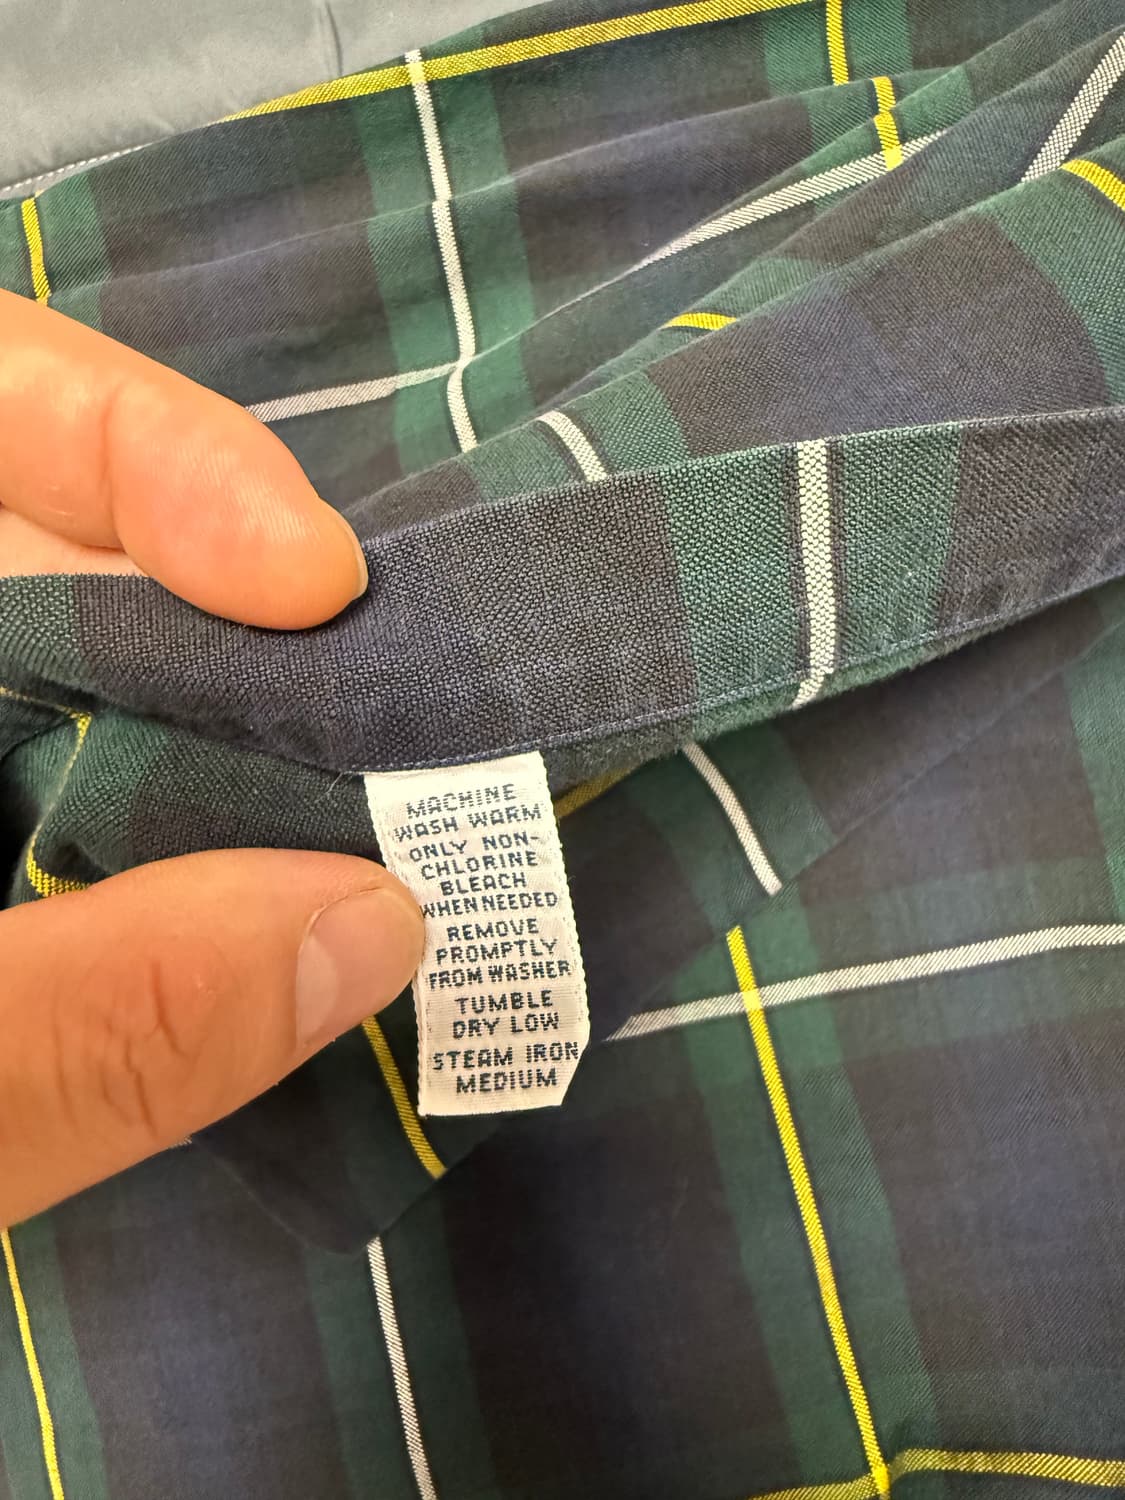 MACHINE
WASH WARM
ONLY NON-
CHLORINE
BLEACH
WHEN NEEDED
REMOVE
PROMPTLY
FROM WASHER
TUMBLE
DRY LOW
STEAM IRON
MEDIUM